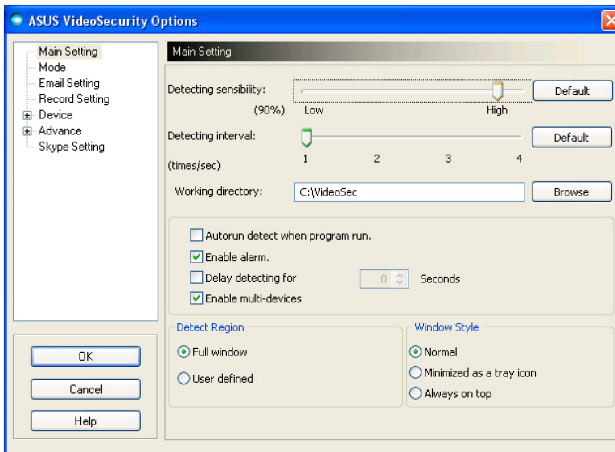 ASUS VideoSecurity Options
Main Setting
Mode
Email Setting
Record Setting
Device
Advance
Skype Setting
OK
Cancel
Help
Main Setting
Detecting sensibility:
Default
(90%) Low High
Detecting interval:
Default
(times/sec) 1 2 3 4
Working directory: C:\VideoSec Browse
Autorun detect when program run.
Enable alarm.
Delay detecting for 0 Seconds
Enable multi-devices
Detect Region
Full window
User defined
Window Style
Normal
Minimized as a tray icon
Always on top